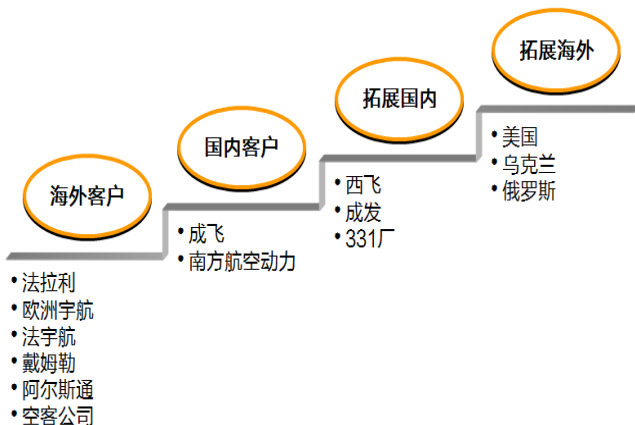 海外客户
• 法拉利
• 欧洲宇航
• 法宇航
• 戴姆勒
• 阿尔斯通
• 空客公司
国内客户
• 成飞
• 南方航空动力
拓展国内
• 西飞
• 成发
• 331厂
拓展海外
• 美国
• 乌克兰
• 俄罗斯